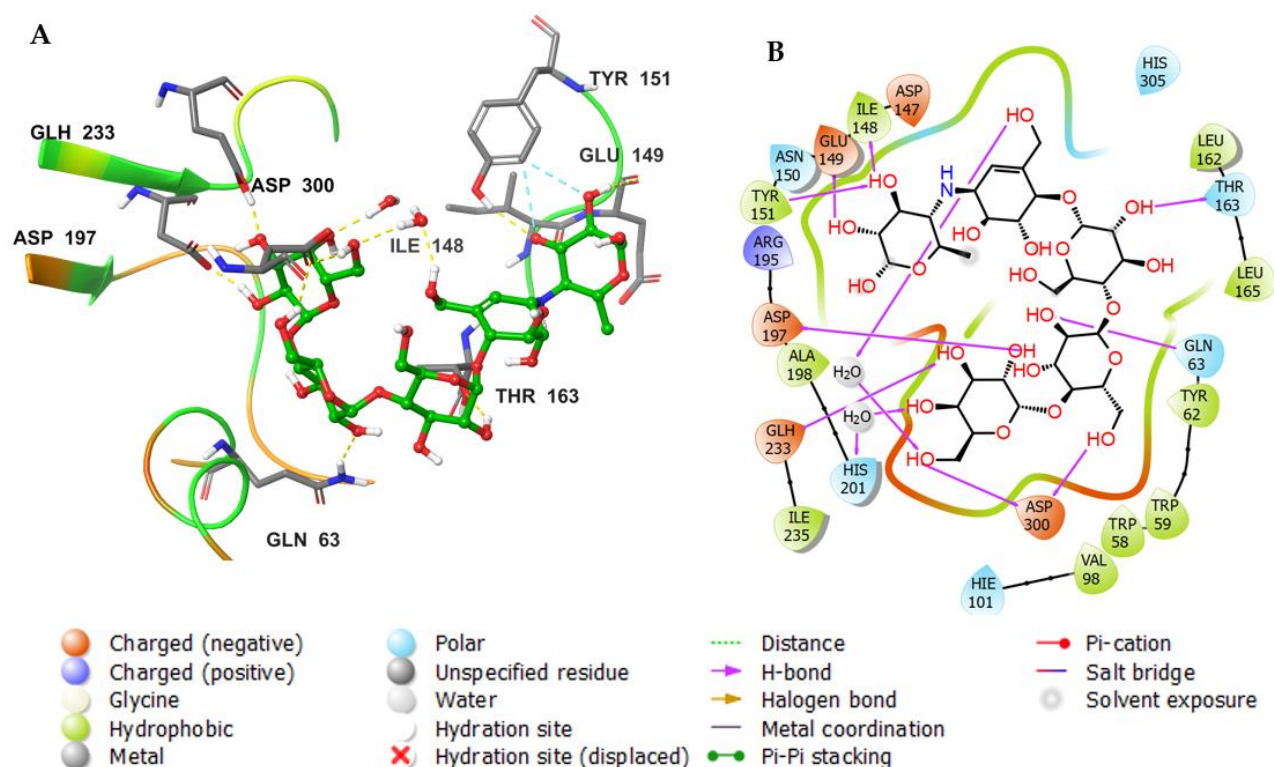 A
TYR 151
GLH 233
ASP 300
GLU 149
ASP 197
ILE 148
THR 163
GLN 63
B
HIS
305
ASP
147
ILE
148
GLU
149
ASN
150
TYR
151
ARG
195
ASP
197
ALA
198
GLH
233
ILE
235
HIS
201
HIE
101
VAL
98
TRP
58
TRP
59
TYR
62
GLN
63
ASP
300
LEU
162
THR
163
LEU
165
HO
H
N
HO
HO
OH
O
OH
OH
O
OH
O
HO
OH
O
HO
HO
O
OH
HO
HO
O
HO
O
HO
H₂O
H₂O
Charged (negative)
Charged (positive)
Glycine
Hydrophobic
Metal
Polar
Unspecified residue
Water
Hydration site
Hydration site (displaced)
Distance
H-bond
Halogen bond
Metal coordination
Pi-Pi stacking
Pi-cation
Salt bridge
Solvent exposure